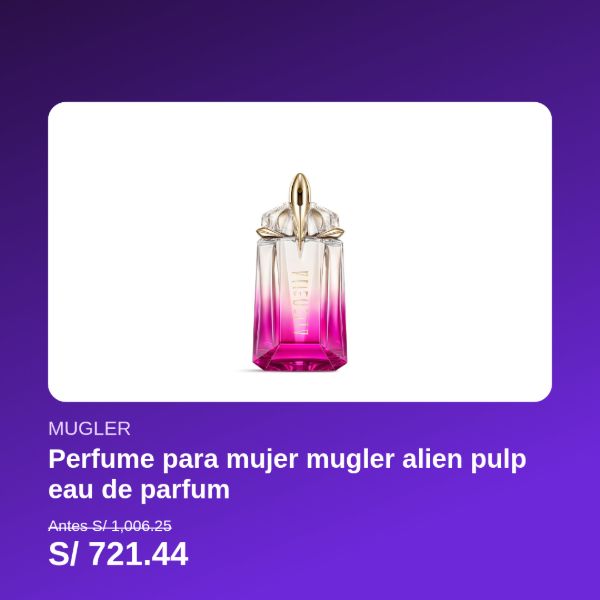 MUGLER
Perfume para mujer mugler alien pulp
eau de parfum
Antes S/ 1,006.25
S/ 721.44